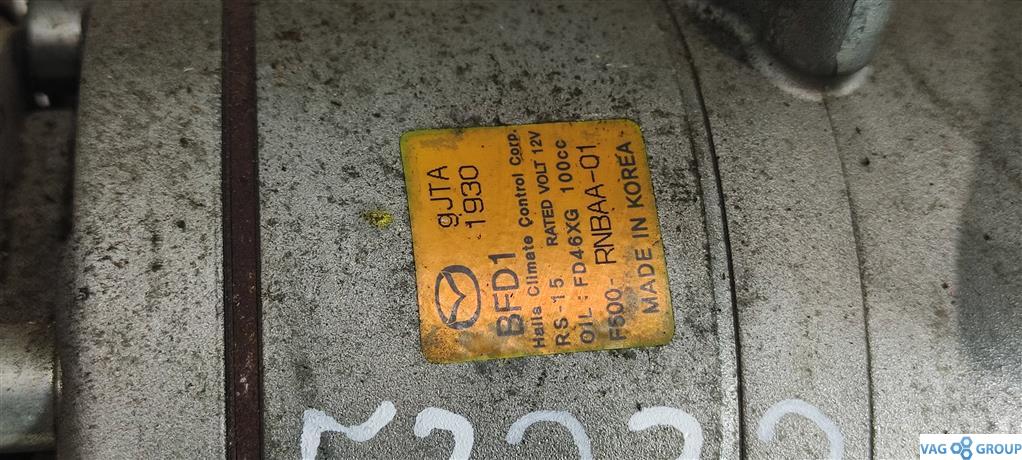 BFD1 9JTA
1930
Halla Climate Control Corp.
RS-15 RATED VOLT 12V
OIL : FD46XG 100cc
F500- RNBAA-01
MADE IN KOREA
VAG GROUP